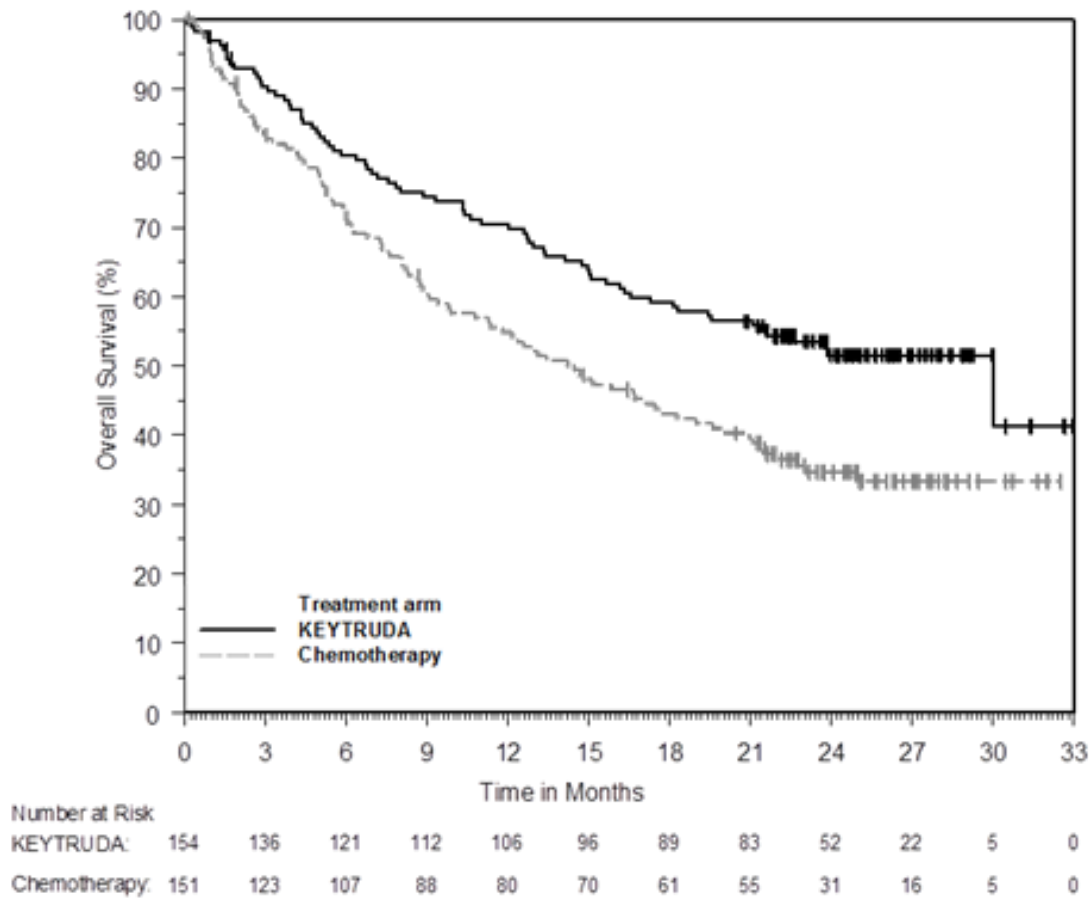 100
90
80
70
60
50
40
30
20
10
0
Overall Survival (%)
Treatment arm
KEYTRUDA
Chemotherapy
0 3 6 9 12 15 18 21 24 27 30 33
Time in Months
Number at Risk
KEYTRUDA: 154 136 121 112 106 96 89 83 52 22 5 0
Chemotherapy: 151 123 107 88 80 70 61 55 31 16 5 0